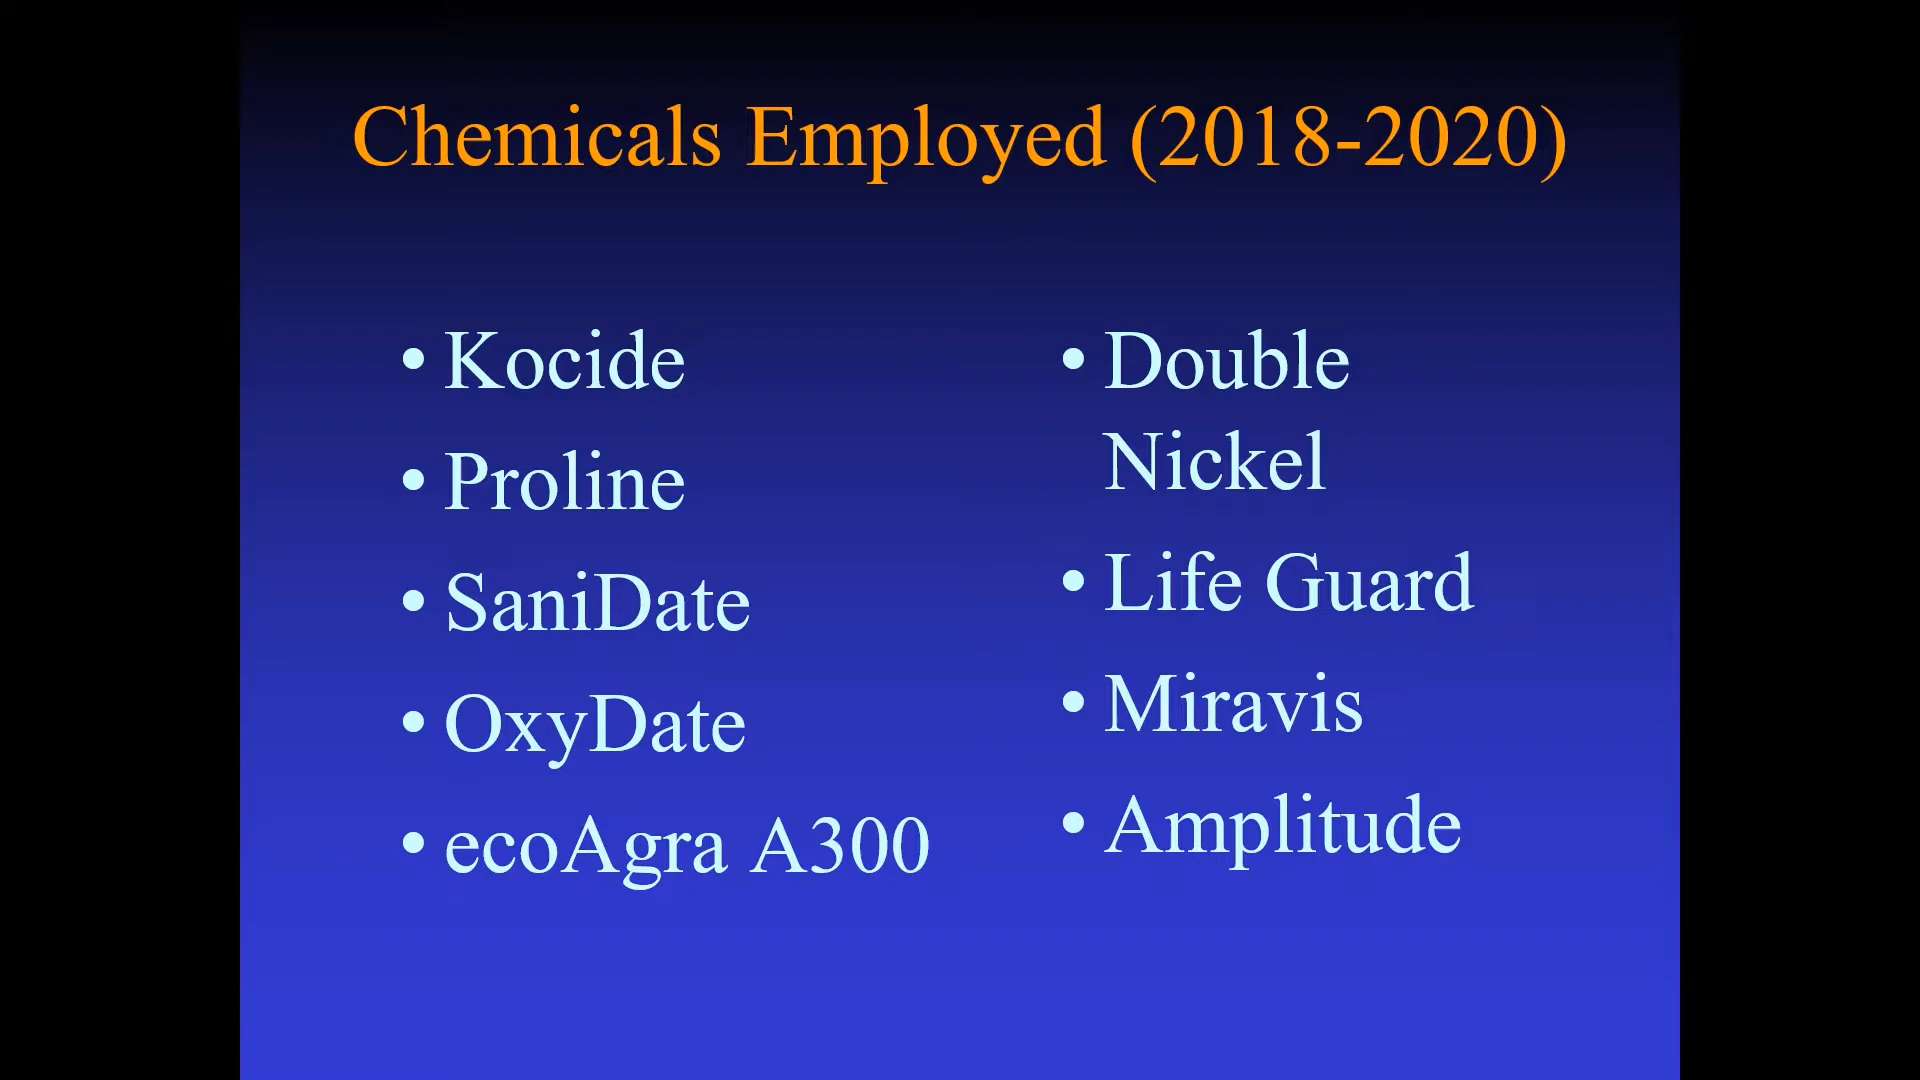 Chemicals Employed (2018-2020)
• Kocide
• Proline
• SaniDate
• OxyDate
• ecoAgra A300
• Double
Nickel
• Life Guard
• Miravis
• Amplitude